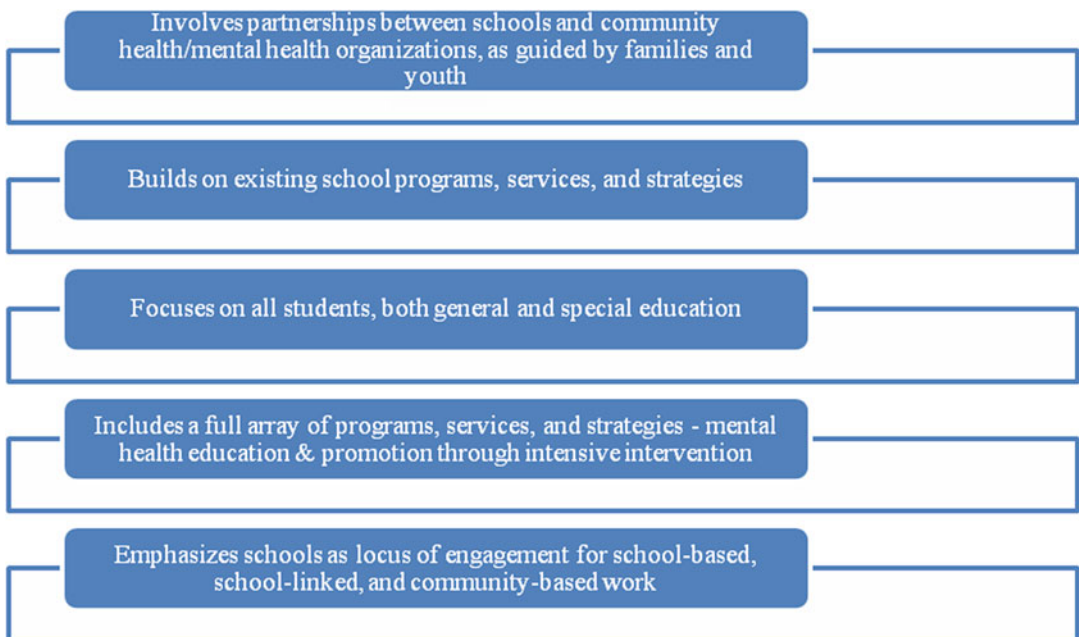 Involves partnerships between schools and community
health/mental health organizations, as guided by families and
youth
Builds on existing school programs, services, and strategies
Focuses on all students, both general and special education
Includes a full array of programs, services, and strategies - mental
health education & promotion through intensive intervention
Emphasizes schools as locus of engagement for school-based,
school-linked, and community-based work